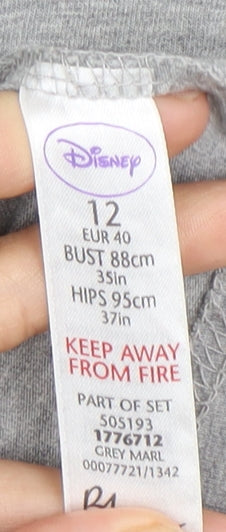 Disney
12
EUR 40
BUST 88cm
35in
HIPS 95cm
37in
KEEP AWAY
FROM FIRE
PART OF SET
505193
1776712
GREY MARL
00077721/1342